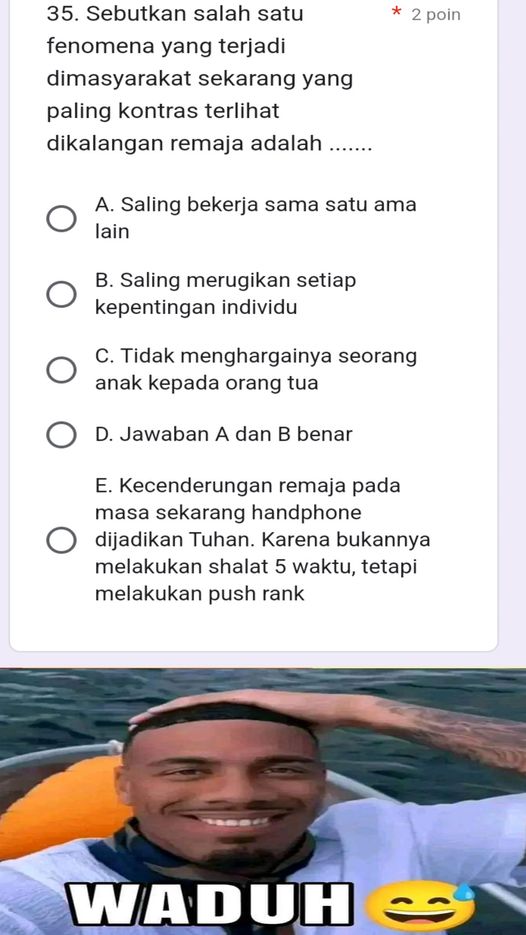 35. Sebutkan salah satu * 2 poin
fenomena yang terjadi
dimasyarakat sekarang yang
paling kontras terlihat
dikalangan remaja adalah .......
A. Saling bekerja sama satu ama
lain
B. Saling merugikan setiap
kepentingan individu
C. Tidak menghargainya seorang
anak kepada orang tua
D. Jawaban A dan B benar
E. Kecenderungan remaja pada
masa sekarang handphone
dijadikan Tuhan. Karena bukannya
melakukan shalat 5 waktu, tetapi
melakukan push rank
WADUH 😅